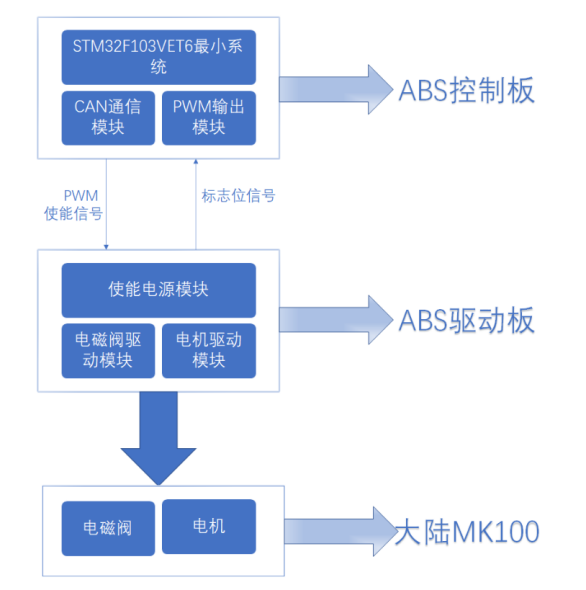 STM32F103VET6最小系
统
CAN通信
模块
PWM输出
模块
ABS控制板
PWM
使能信号
标志位信号
使能电源模块
电磁阀驱
动模块
电机驱动
模块
ABS驱动板
电磁阀
电机
大陆MK100